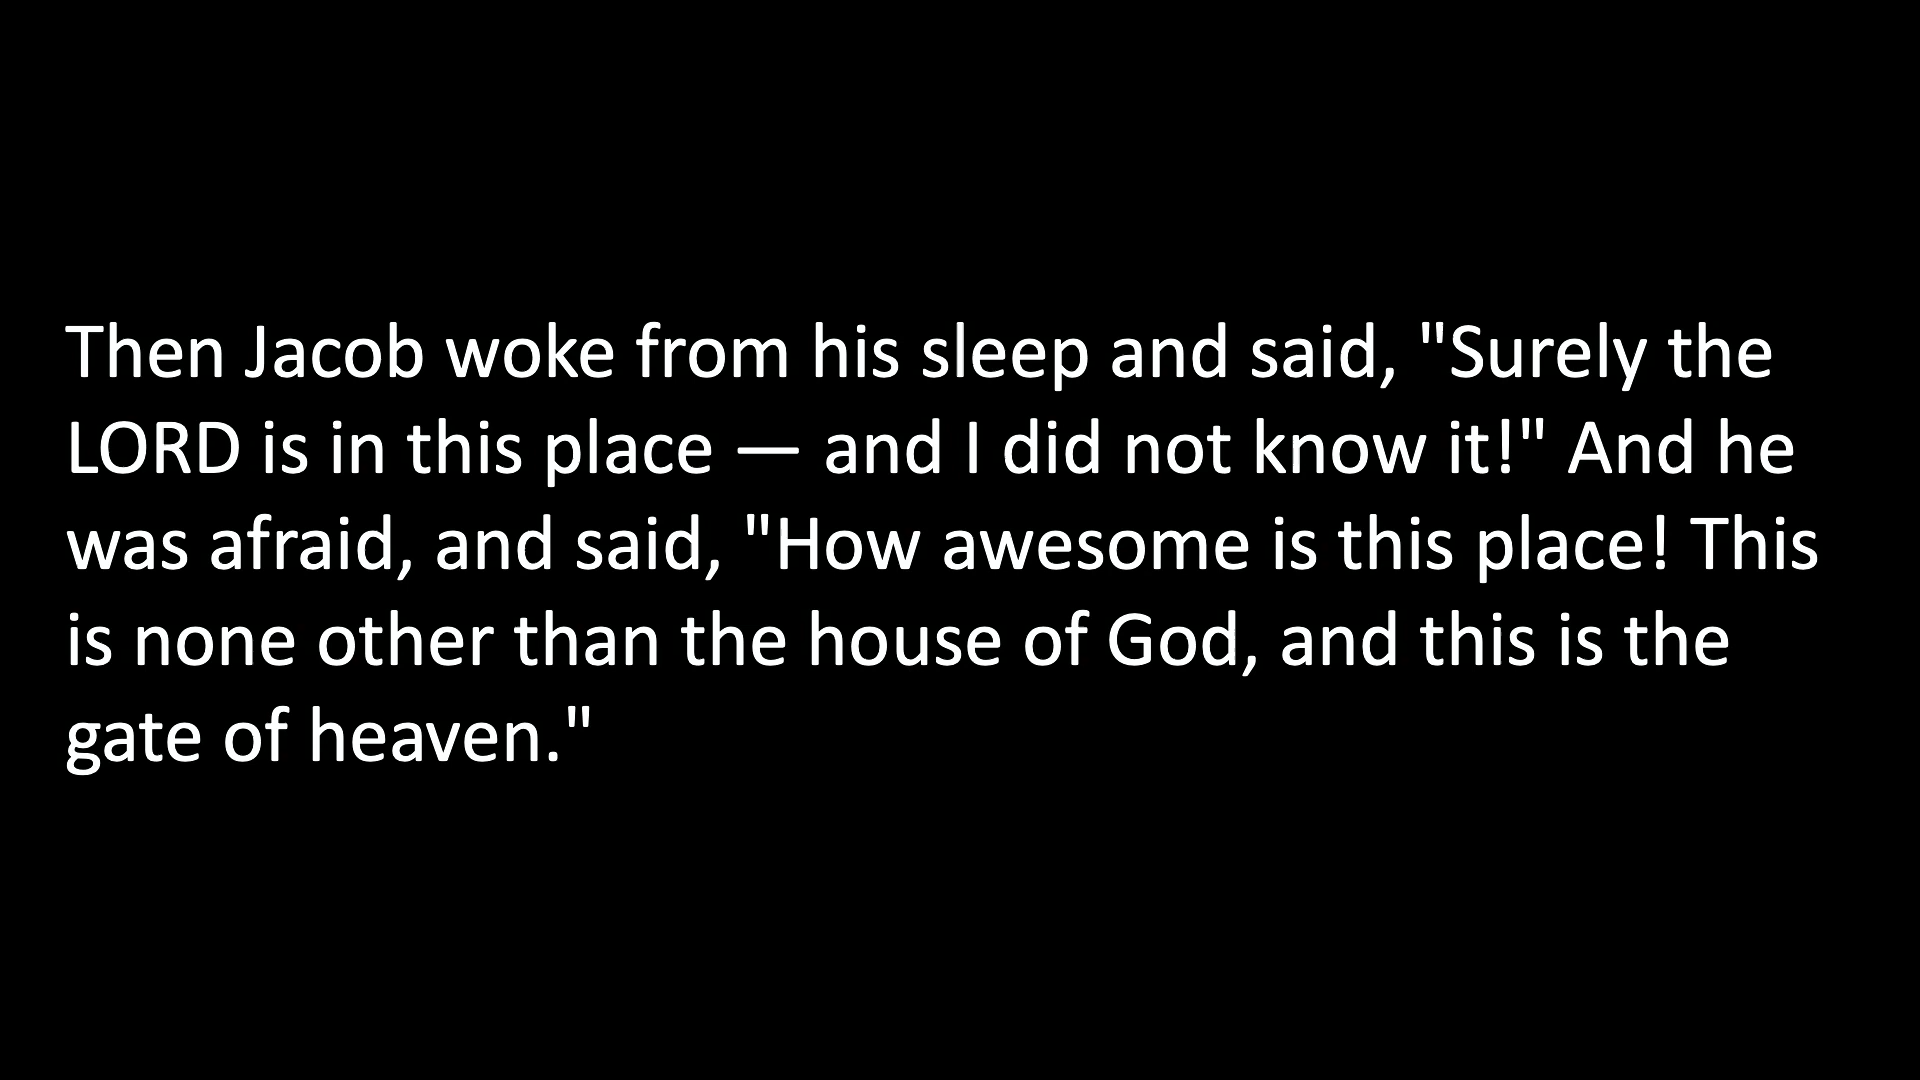 Then Jacob woke from his sleep and said, "Surely the
LORD is in this place — and I did not know it!" And he
was afraid, and said, "How awesome is this place! This
is none other than the house of God, and this is the
gate of heaven."